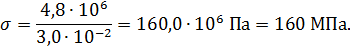 σ = 4,8 · 10⁶ / 3,0 · 10⁻² = 160,0 · 10⁶ Па = 160 МПа.